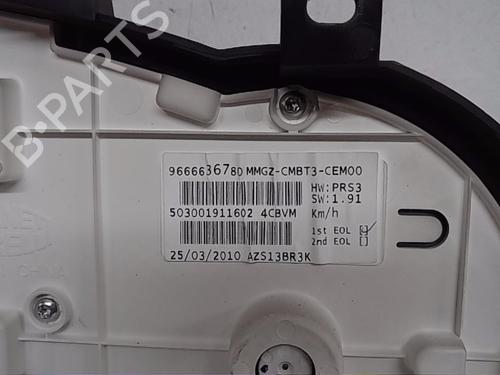 B-PARTS
9666636780 MMGZ-CMBT3-CEM00
HW: PRS3
SW: 1.91
503001911602 4CBVM Km/h
1st EOL
2nd EOL
25/03/2010 AZS13BR3K
CHINA